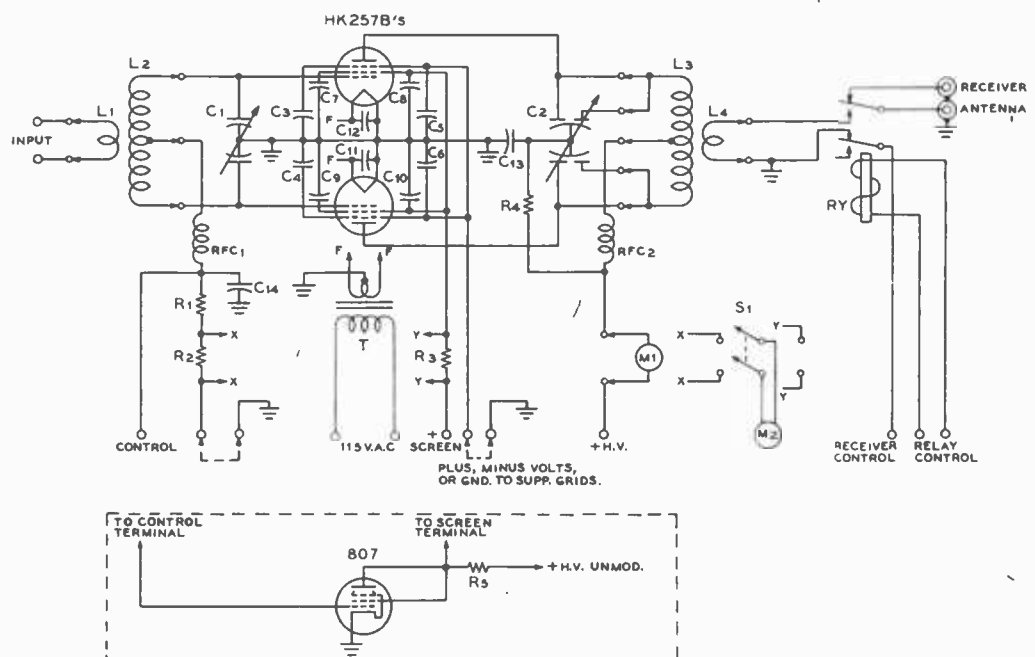 HK257B's
L2
L3
L1
L4
RECEIVER
ANTENNA
INPUT
C1
C3
C7
C8
C2
F
C12
C5
C13
F
C11
C6
C4
C9
C10
R4
RY
RFC1
F
F
RFC2
C14
R1
X
T
Y
R3
Y
M1
X
S1
Y
R2
X
X
Y
M2
CONTROL
115 V.A.C
+
SCREEN
+H.V.
RECEIVER CONTROL
RELAY CONTROL
PLUS, MINUS VOLTS,
OR GND. TO SUPP. GRIDS.
TO CONTROL
TERMINAL
TO SCREEN
TERMINAL
807
R5
+H.V. UNMOD.